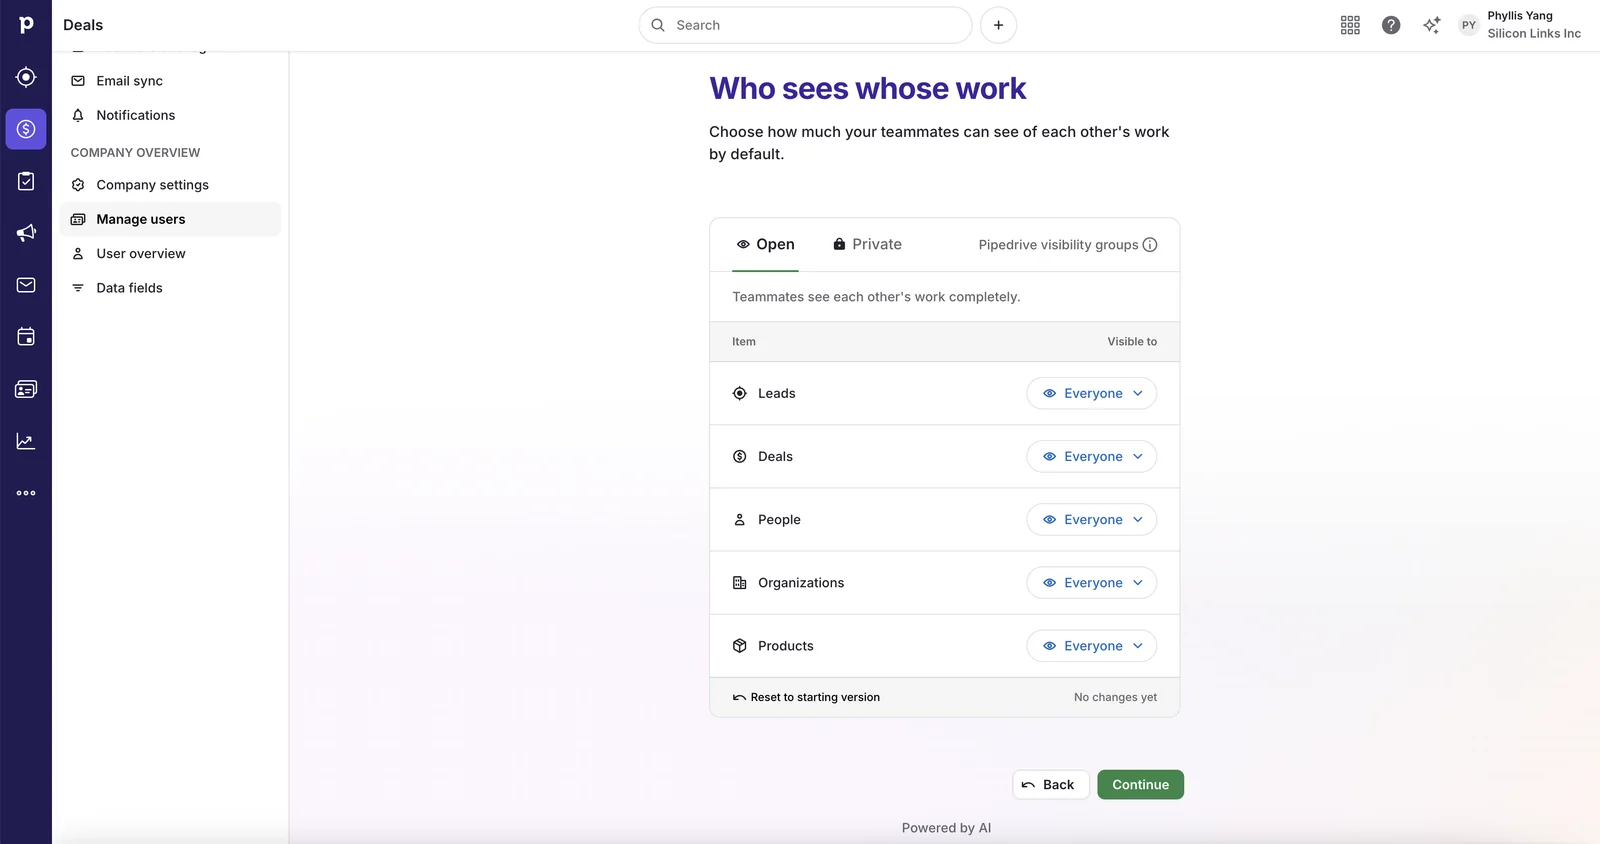 Deals
Search
PY
Phyllis Yang
Silicon Links Inc
Email sync
Notifications
COMPANY OVERVIEW
Company settings
Manage users
User overview
Data fields
Who sees whose work
Choose how much your teammates can see of each other's work
by default.
Open
Private
Pipedrive visibility groups
Teammates see each other's work completely.
Item
Visible to
Leads
Everyone
Deals
Everyone
People
Everyone
Organizations
Everyone
Products
Everyone
Reset to starting version
No changes yet
Back
Continue
Powered by AI